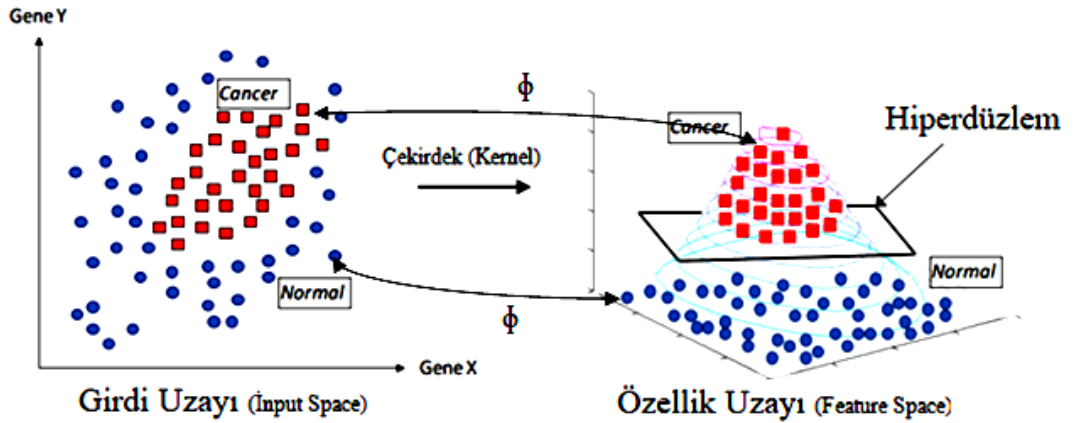 Gene Y
Cancer
ϕ
Cancer
Hiperdüzlem
Çekirdek (Kernel)
Normal
Normal
ϕ
Gene X
Girdi Uzayı (İnput Space)
Özellik Uzayı (Feature Space)